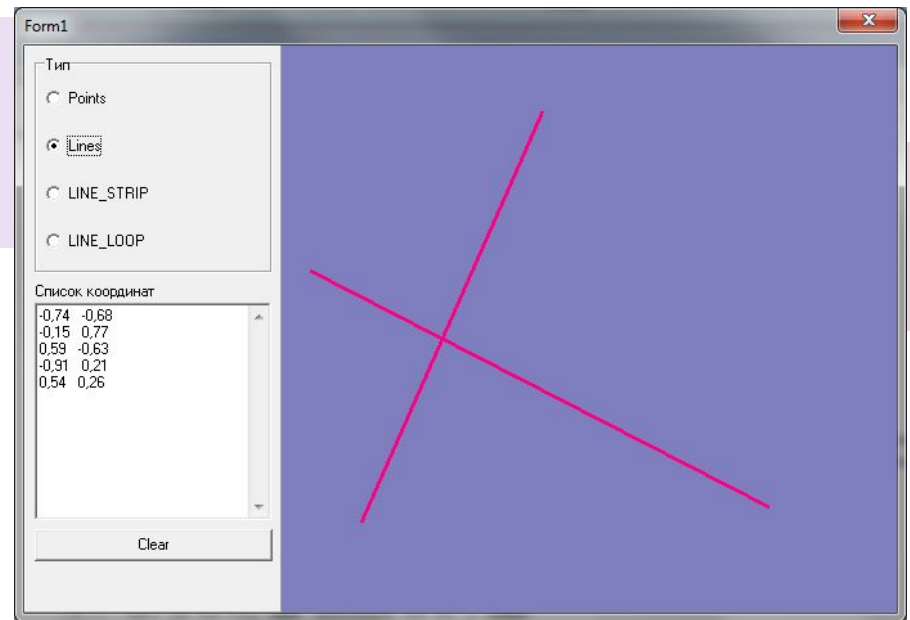 Form1
Тип
Points
Lines
LINE_STRIP
LINE_LOOP
Список координат
-0,74 -0,68
-0,15 0,77
0,59 -0,63
-0,91 0,21
0,54 0,26
Clear